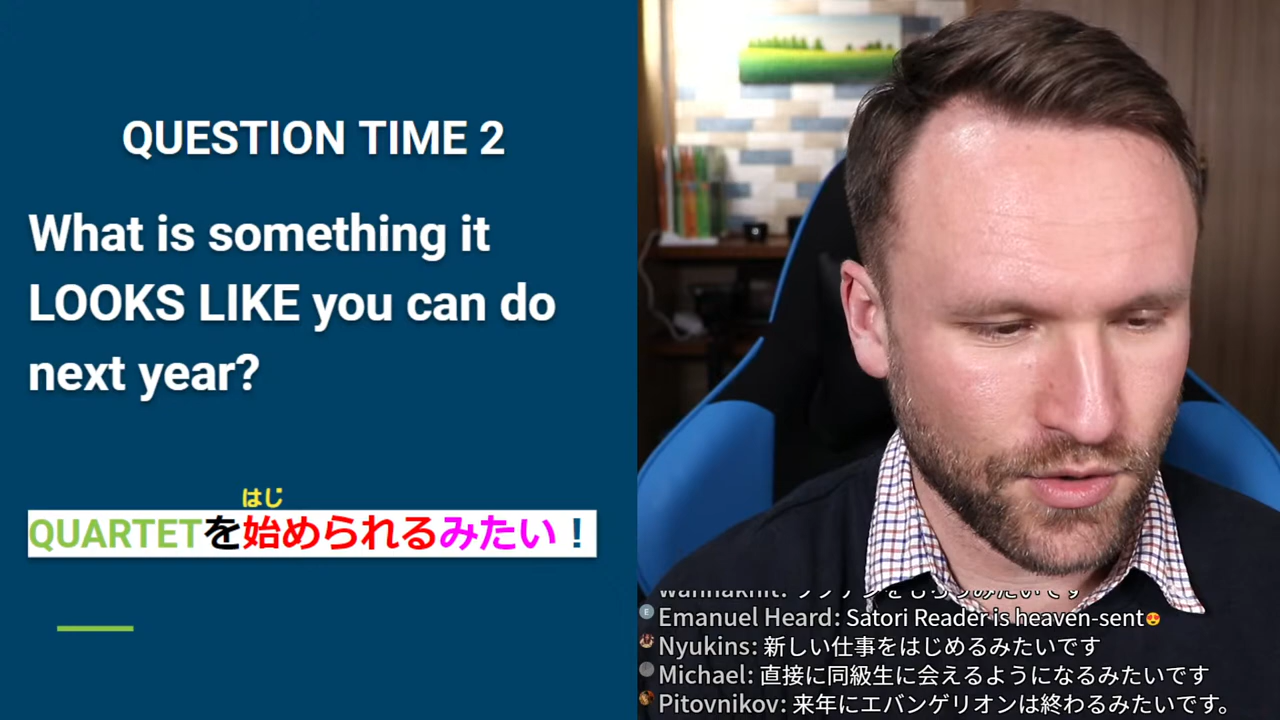 QUESTION TIME 2
What is something it
LOOKS LIKE you can do
next year?
はじ
QUARTETを始められるみたい！
Emanuel Heard: Satori Reader is heaven-sent😍
Nyukins: 新しい仕事をはじめるみたいです
Michael: 直接に同級生に会えるようになるみたいです
Pitovnikov: 来年にエバンゲリオンは終わるみたいです。